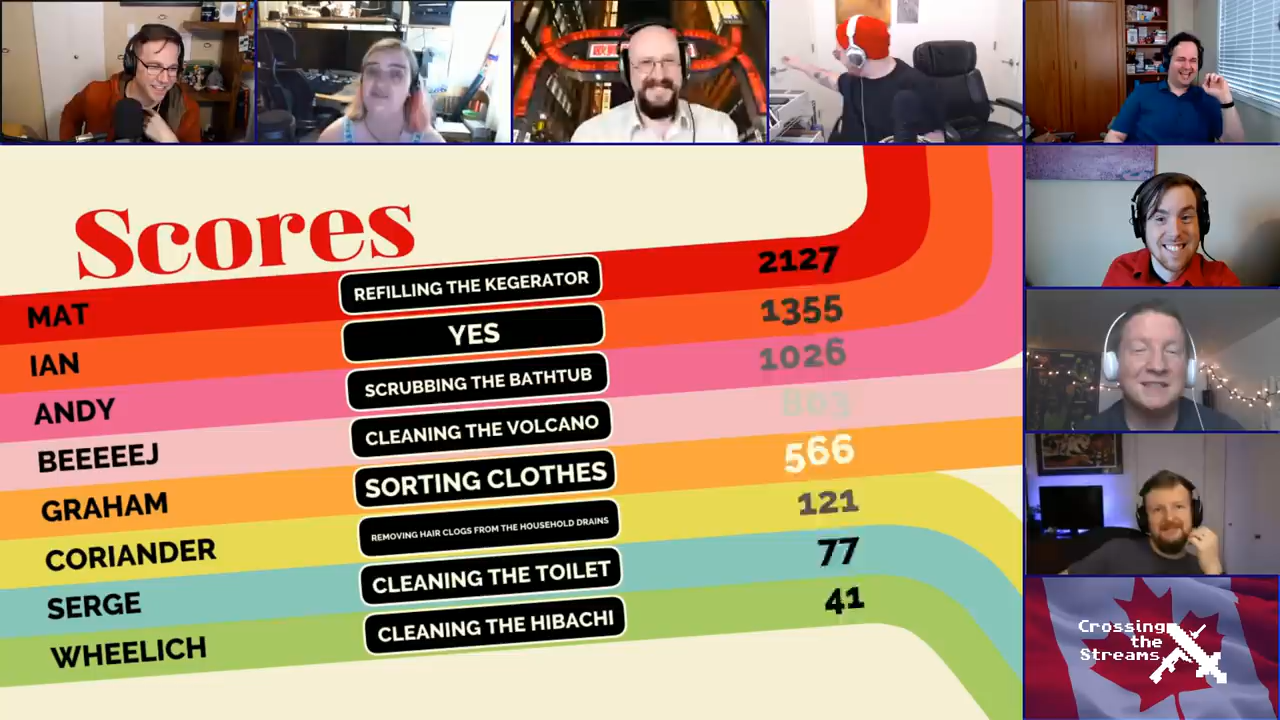 Scores
MAT REFILLING THE KEGERATOR 2127
IAN YES 1355
ANDY SCRUBBING THE BATHTUB 1026
BEEEEEJ CLEANING THE VOLCANO 803
GRAHAM SORTING CLOTHES 566
CORIANDER REMOVING HAIR CLOGS FROM THE HOUSEHOLD DRAINS 121
SERGE CLEANING THE TOILET 77
WHEELICH CLEANING THE HIBACHI 41
Crossing
the
Streams